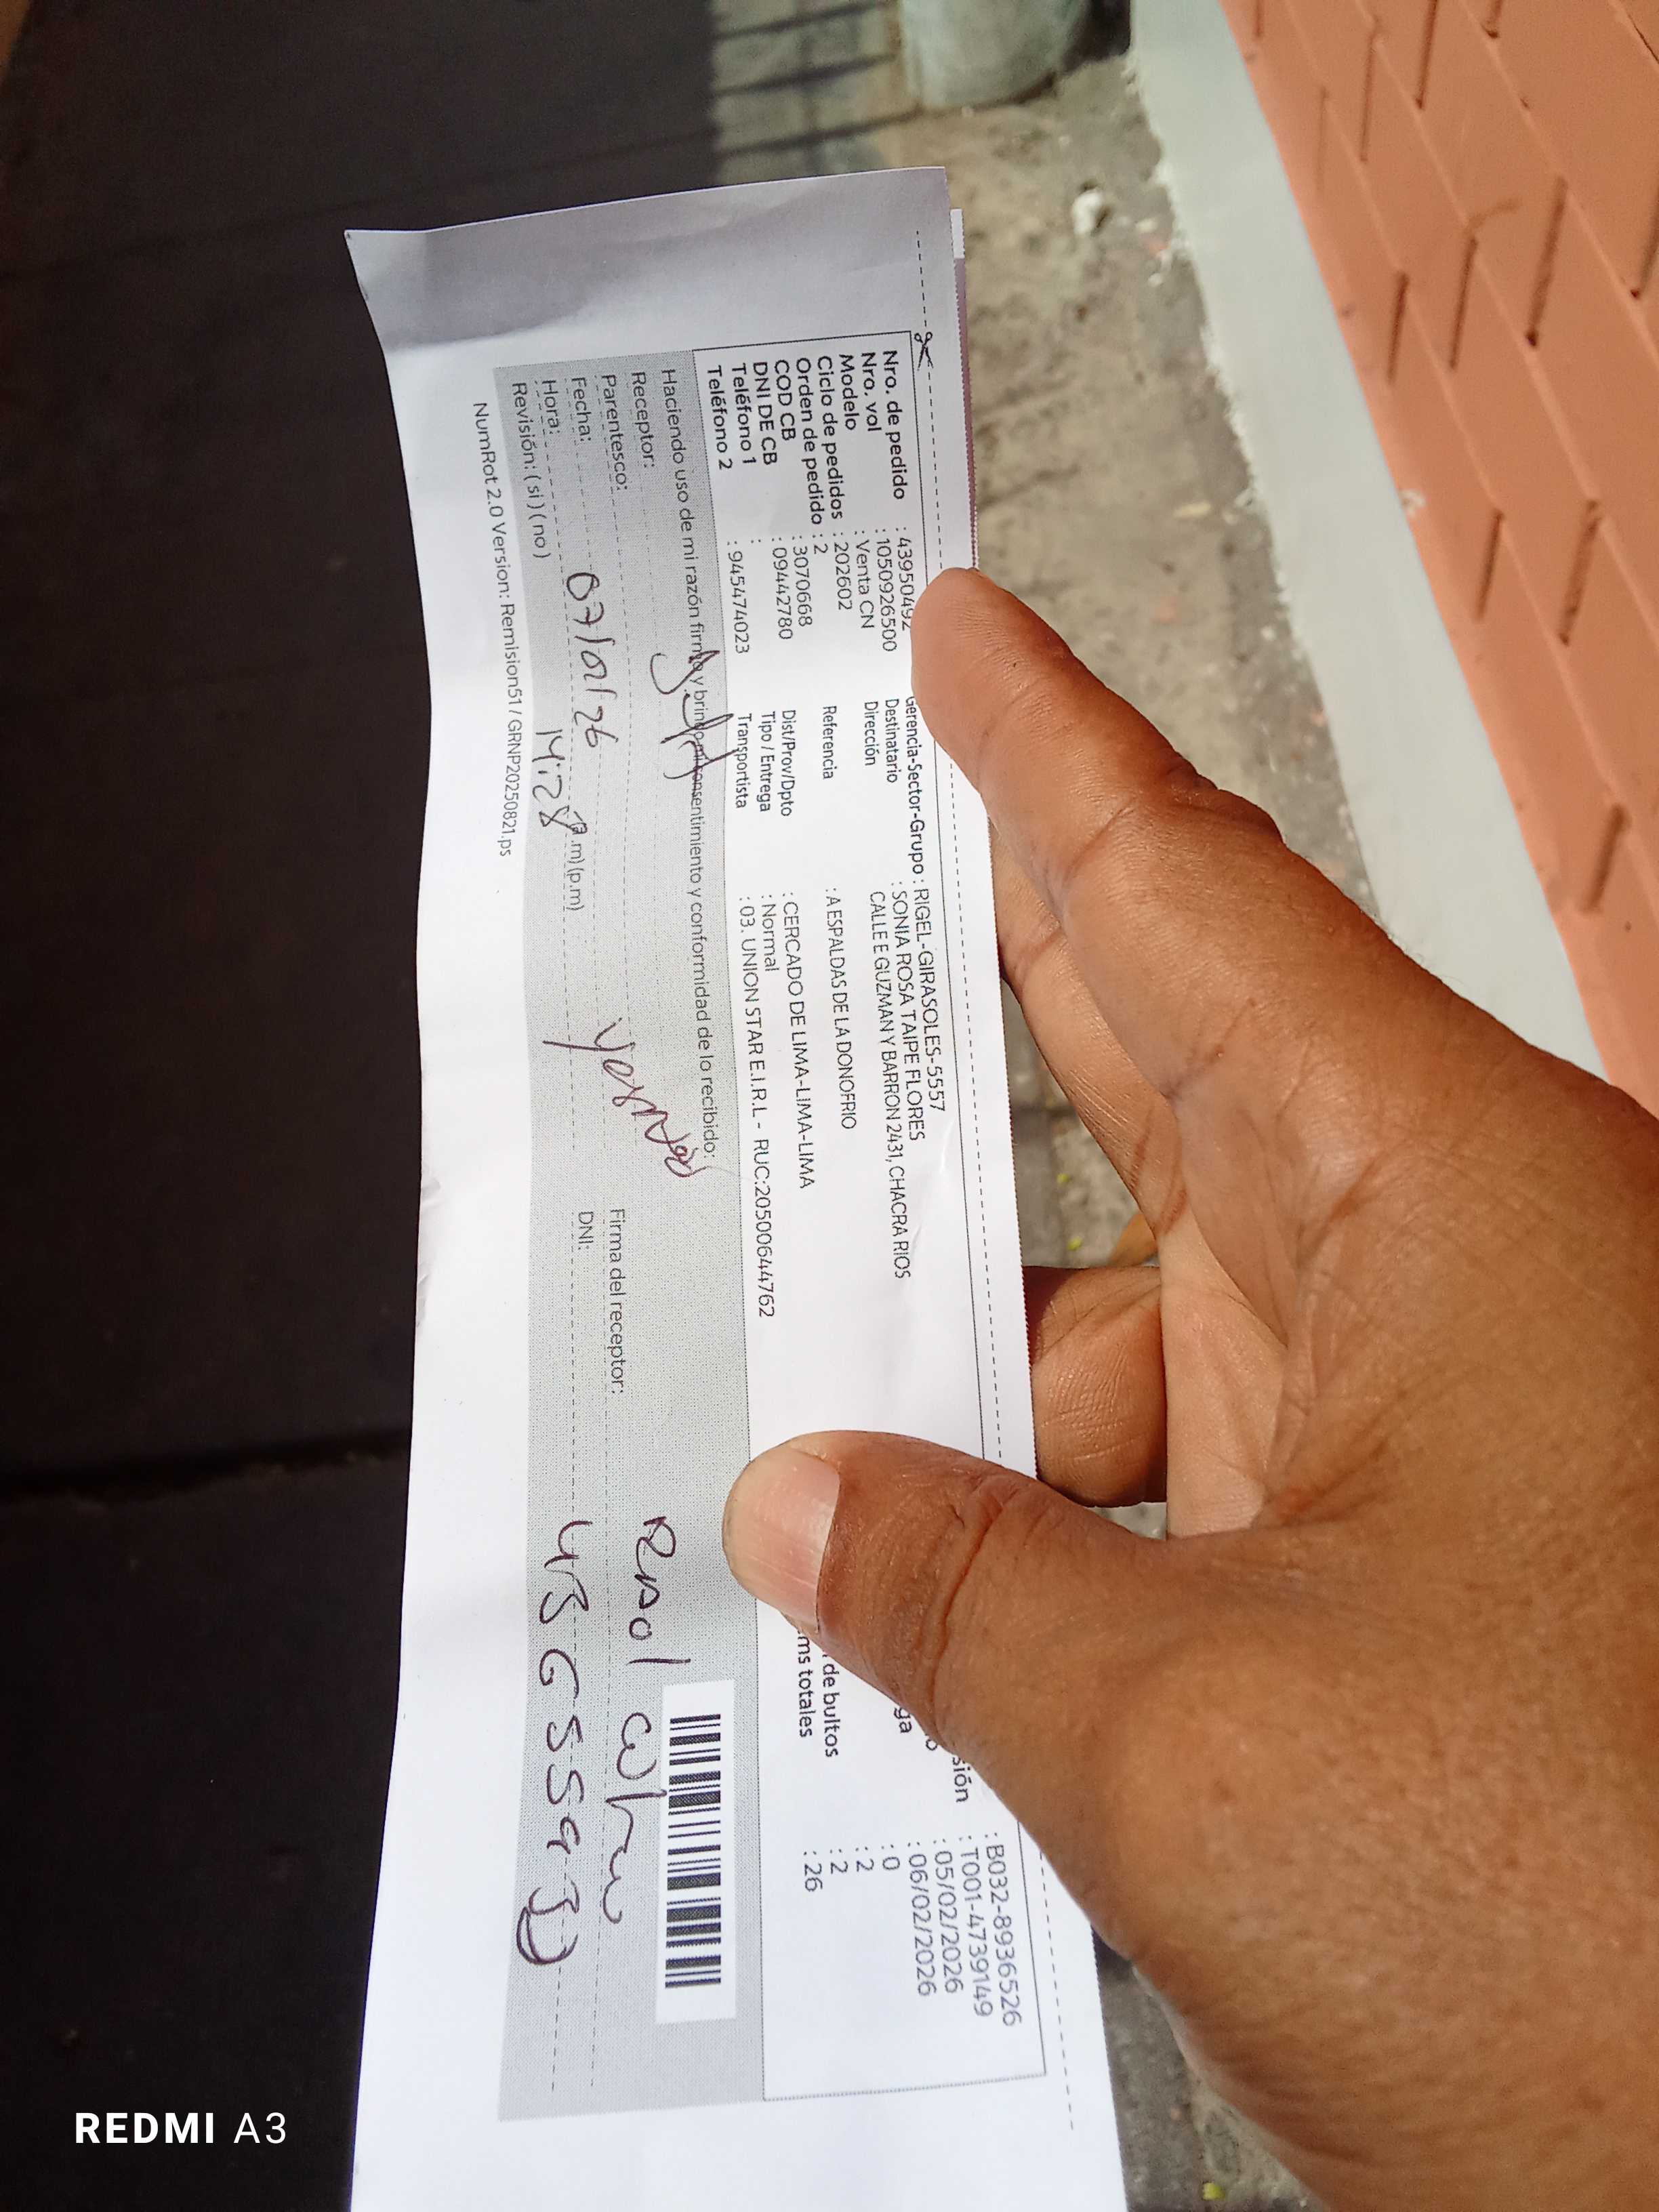 Nro. de pedido : 43950492
Nro. vol : 1050926500
Modelo : Venta CN
Ciclo de pedidos : 202602
Orden de pedido : 2
COD CB : 3070668
DNI DE CB : 09442780
Teléfono 1 :
Teléfono 2 : 945474023
Gerencia-Sector-Grupo : RIGEL-GIRASOLES-5557
Destinatario : SONIA ROSA TAIPE FLORES
Dirección CALLE E GUZMAN Y BARRON 2431, CHACRA RIOS
Referencia : A ESPALDAS DE LA DONOFRIO
Dist/Prov/Dpto : CERCADO DE LIMA-LIMA-LIMA
Tipo / Entrega : Normal
Transportista : 03. UNION STAR E.I.R.L - RUC:20500644762
: B032-8936526
sión : T001-4739149
: 05/02/2026
ga : 06/02/2026
: 0
: 2
de bultos : 2
ms totales : 26
Haciendo uso de mi razón firmo y brindo mi consentimiento y conformidad de lo recibido:
Receptor:
Parentesco:
Firma del receptor:
Fecha: 07/02/26
DNI:
Hora: 14:28 (a.m)(p.m)
Revisión: ( si ) ( no )
NumRot 2.0 Version: Remision51 / GRNP20250821.ps
REDMI A3